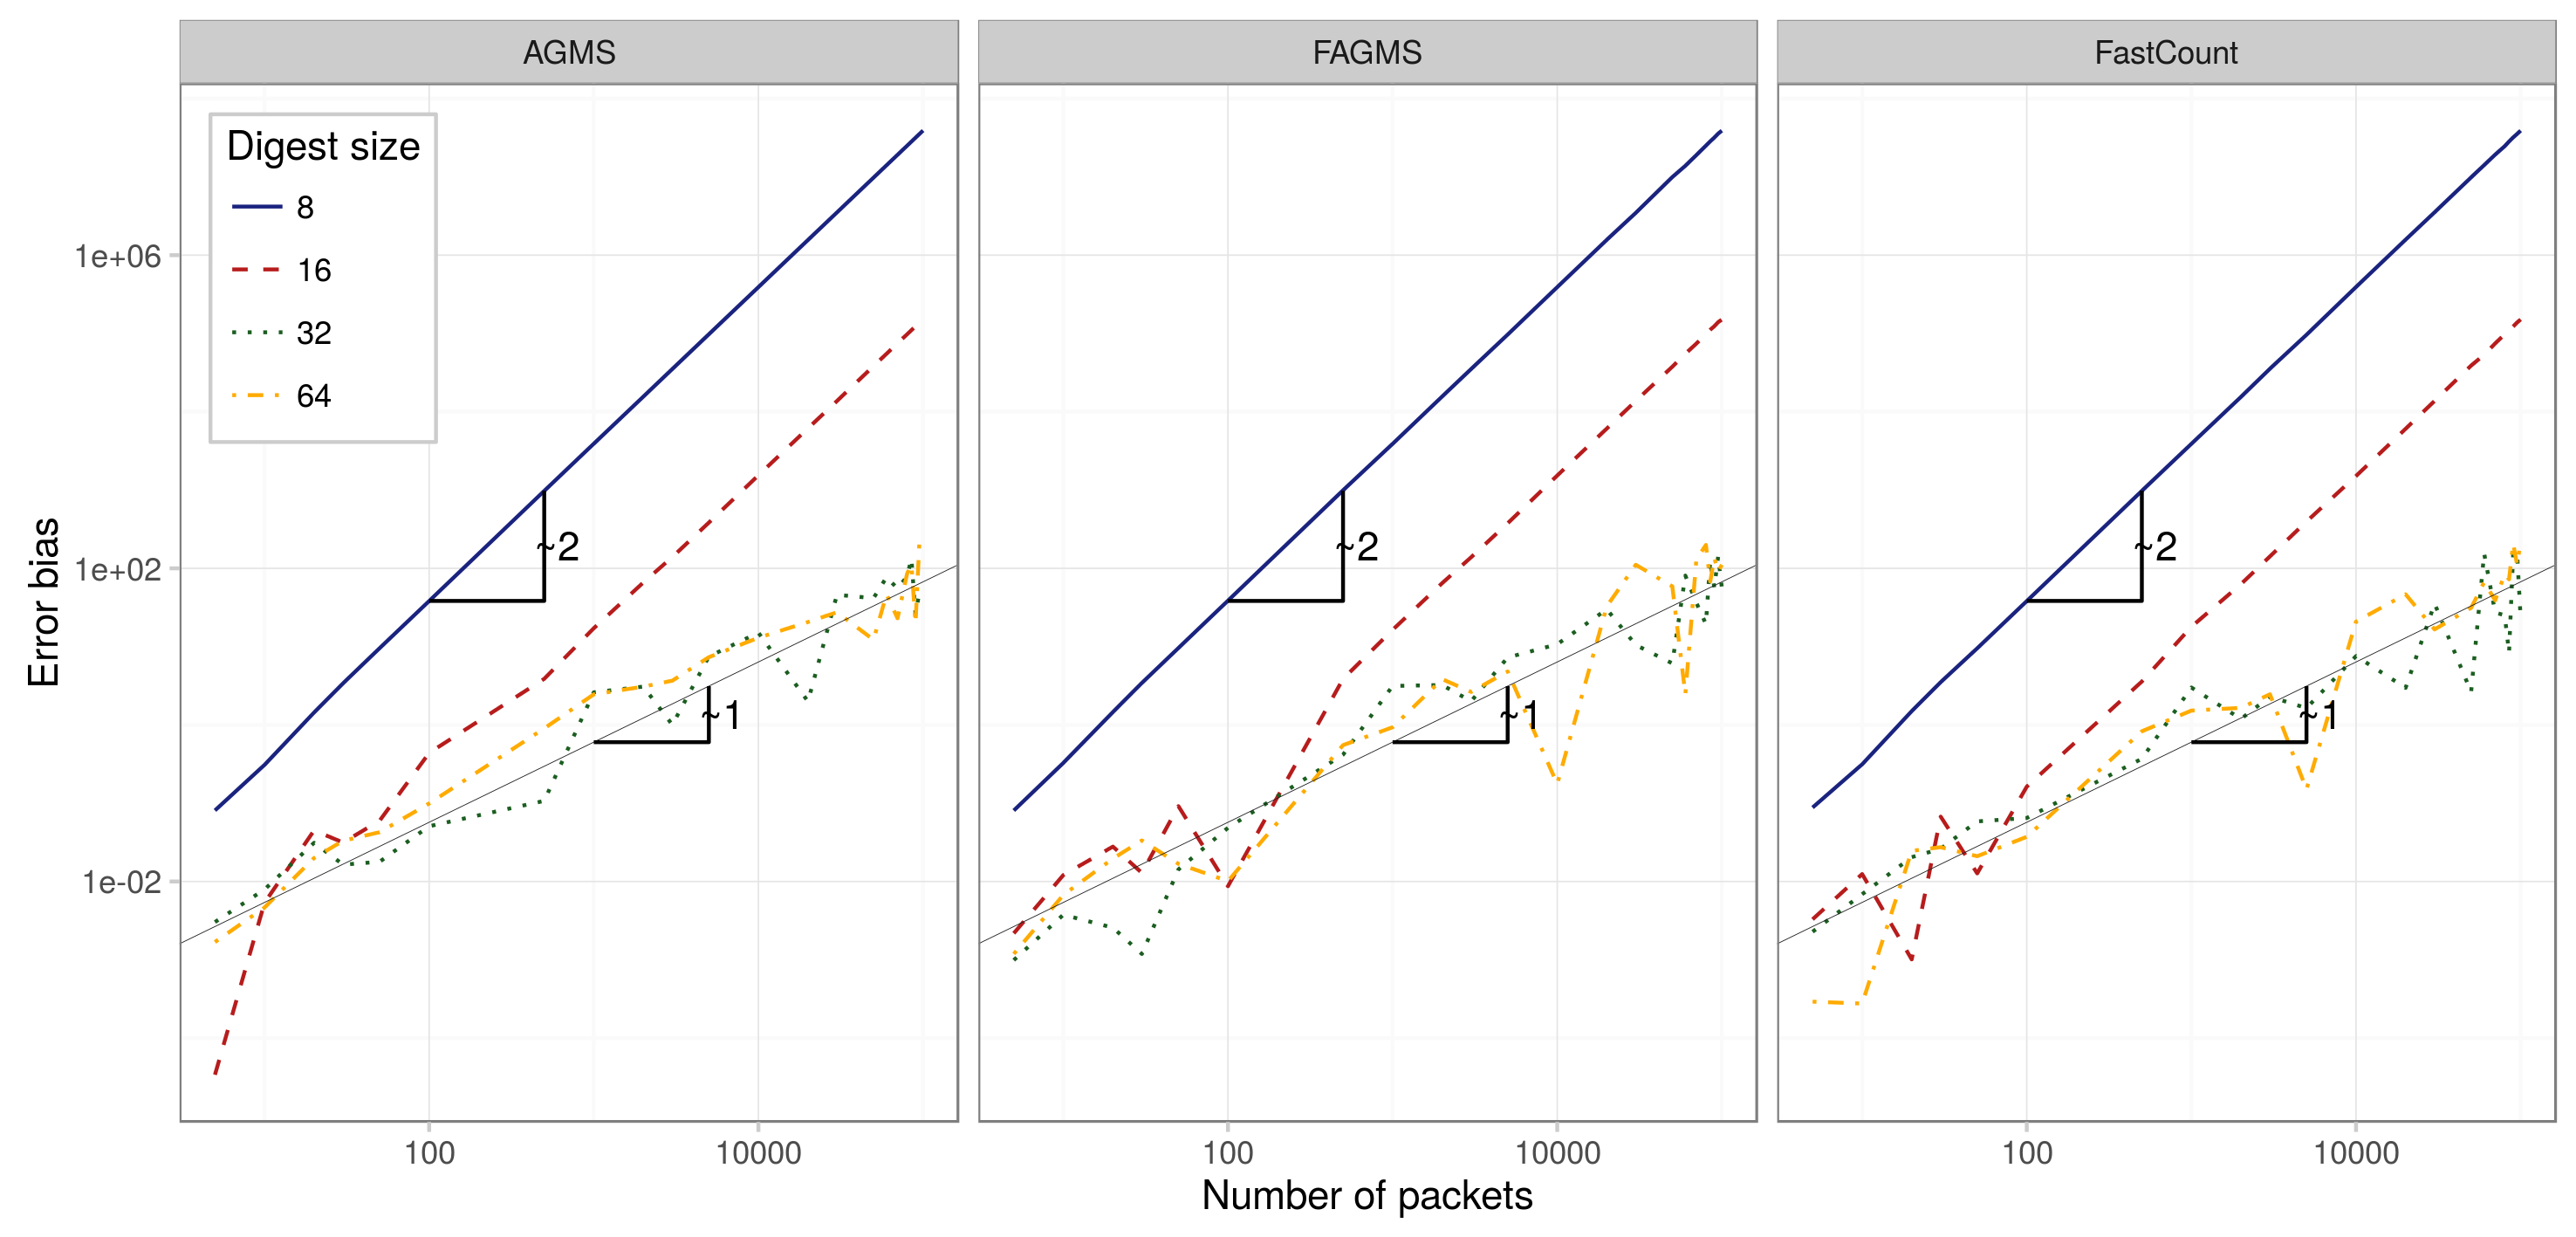 AGMS
FAGMS
FastCount
Digest size
8
16
32
64
1e+06
1e+02
1e-02
Error bias
~2
~1
~2
~1
~2
~1
100
10000
100
10000
100
10000
Number of packets